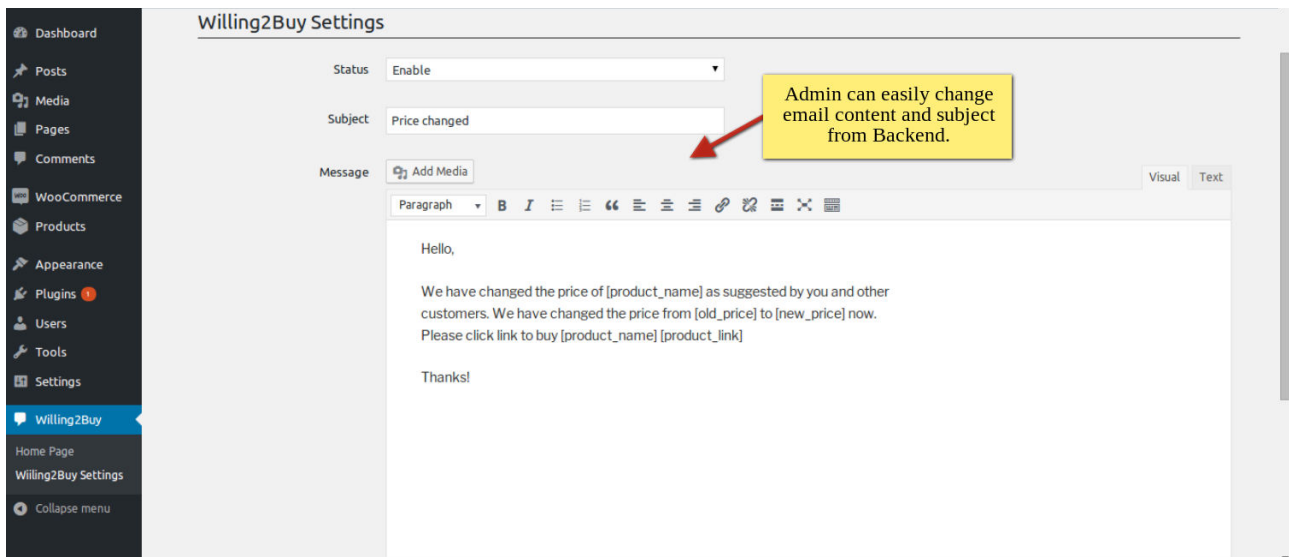 Dashboard
Posts
Media
Pages
Comments
WooCommerce
Products
Appearance
Plugins 1
Users
Tools
Settings
Willing2Buy
Home Page
Wiiling2Buy Settings
Collapse menu
Willing2Buy Settings
Status Enable
Subject Price changed
Admin can easily change
email content and subject
from Backend.
Message Add Media
Visual Text
Paragraph B I
Hello,
We have changed the price of [product_name] as suggested by you and other
customers. We have changed the price from [old_price] to [new_price] now.
Please click link to buy [product_name] [product_link]
Thanks!